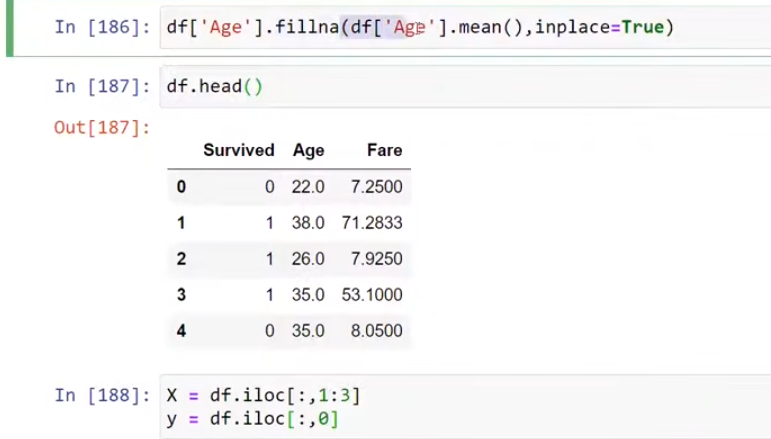 In [186]: df['Age'].fillna(df['Age'].mean(),inplace=True)
In [187]: df.head()
Out[187]:
Survived Age Fare
0 0 22.0 7.2500
1 1 38.0 71.2833
2 1 26.0 7.9250
3 1 35.0 53.1000
4 0 35.0 8.0500
In [188]: X = df.iloc[:,1:3]
y = df.iloc[:,0]